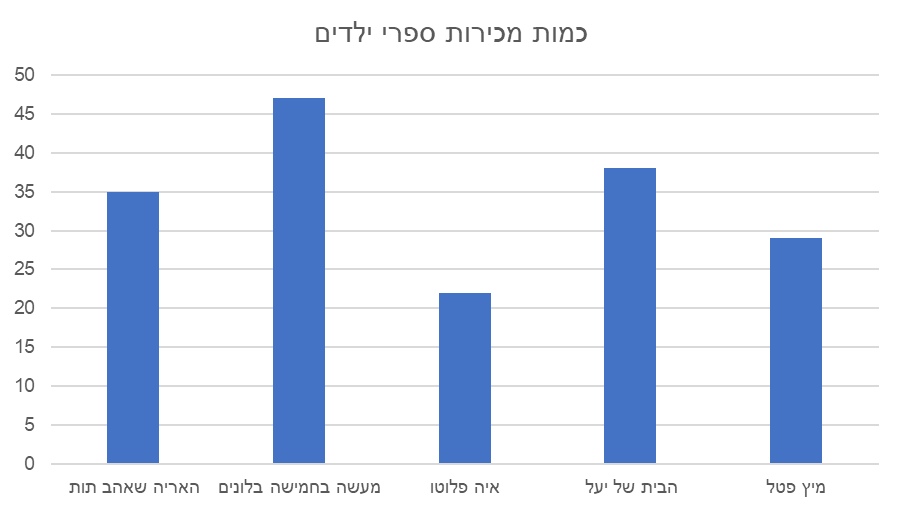 כמות מכירות ספרי ילדים
50
45
40
35
30
25
20
15
10
5
0
האריה שאהב תות
מעשה בחמישה בלונים
איה פלוטו
הבית של יעל
מיץ פטל